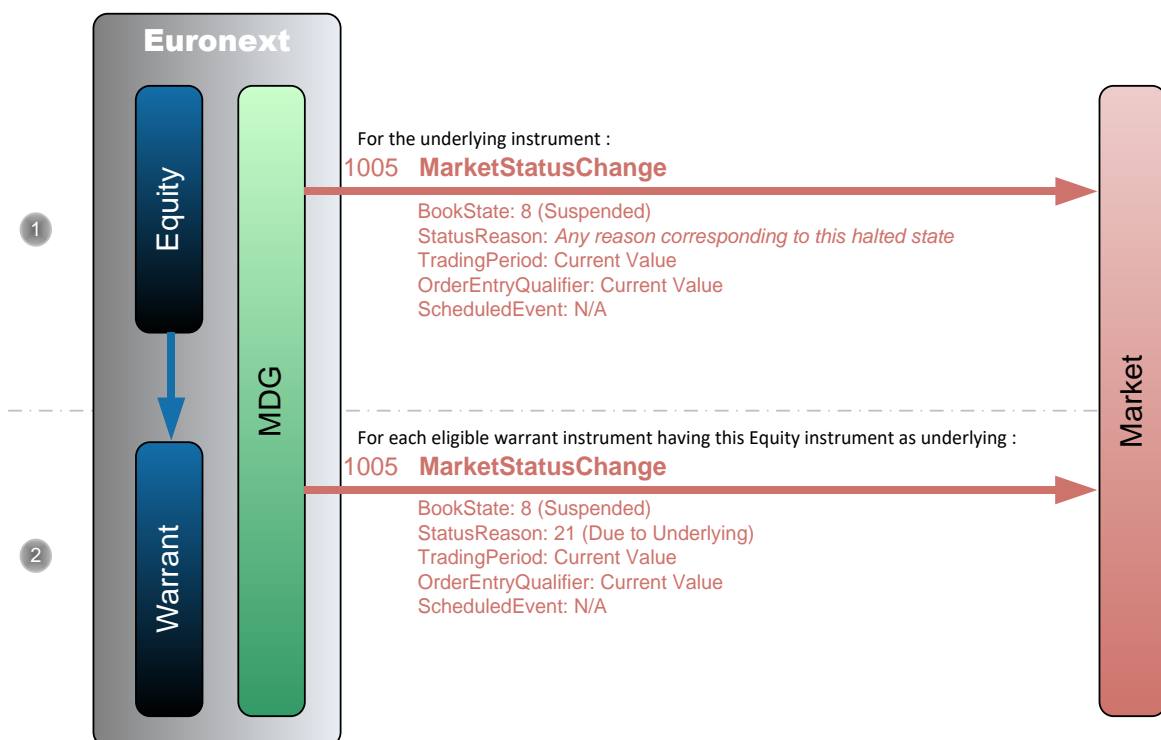 Euronext
Equity
MDG
Market
For the underlying instrument :
1005 MarketStatusChange
BookState: 8 (Suspended)
StatusReason: Any reason corresponding to this halted state
TradingPeriod: Current Value
OrderEntryQualifier: Current Value
ScheduledEvent: N/A
1
Warrant
For each eligible warrant instrument having this Equity instrument as underlying :
1005 MarketStatusChange
BookState: 8 (Suspended)
StatusReason: 21 (Due to Underlying)
TradingPeriod: Current Value
OrderEntryQualifier: Current Value
ScheduledEvent: N/A
2